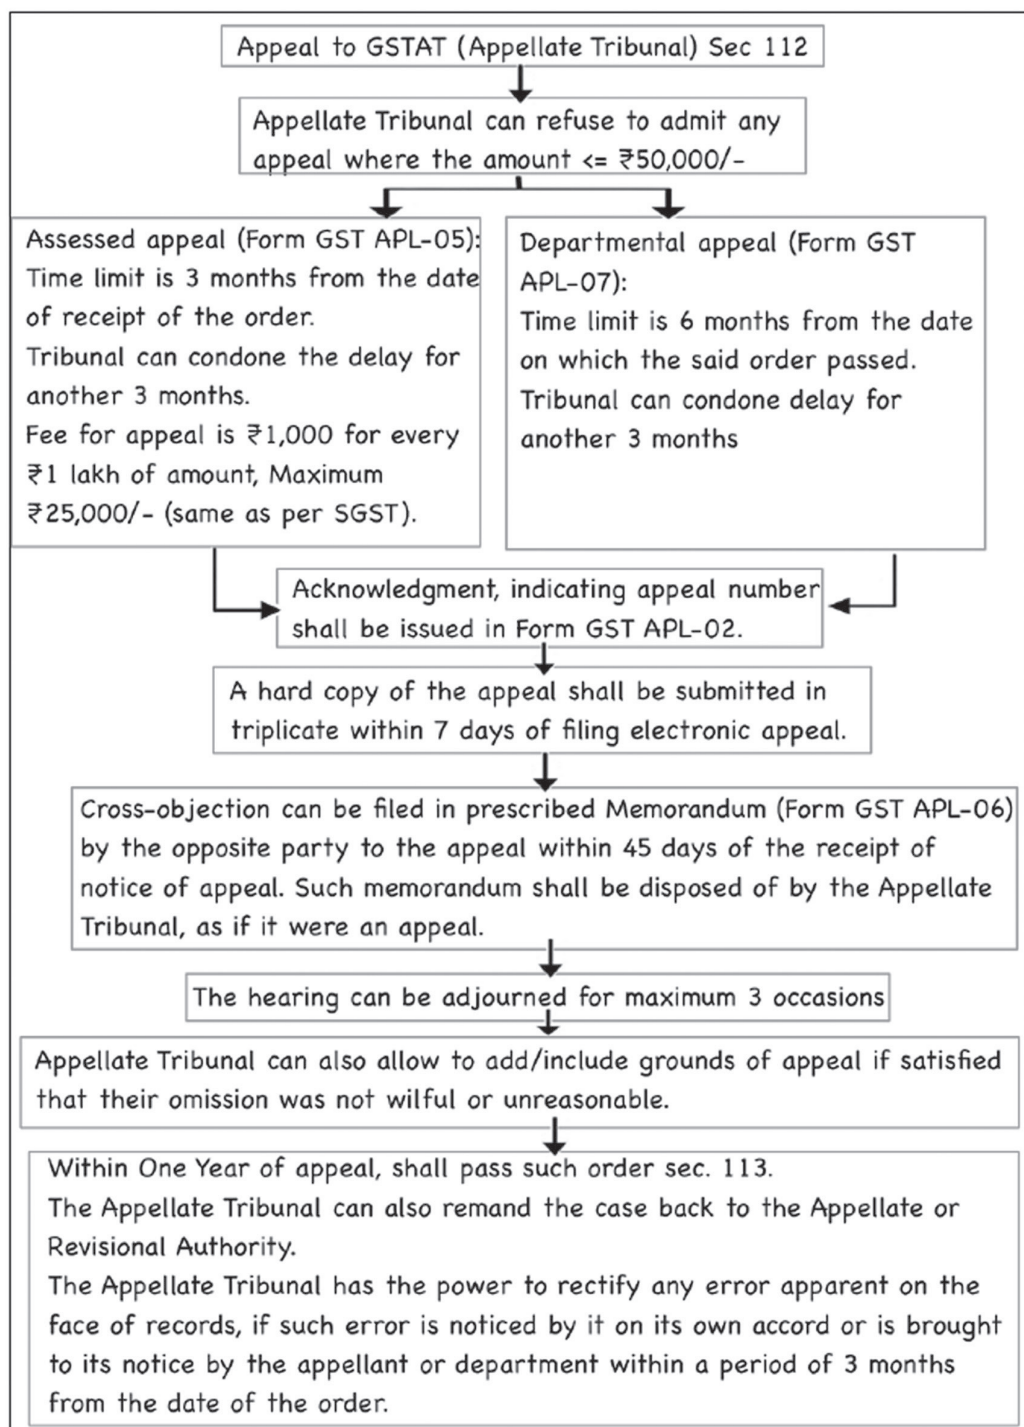 Appeal to GSTAT (Appellate Tribunal) Sec 112
Appellate Tribunal can refuse to admit any
appeal where the amount <= ₹50,000/-
Assessed appeal (Form GST APL-05):
Time limit is 3 months from the date
of receipt of the order.
Tribunal can condone the delay for
another 3 months.
Fee for appeal is ₹1,000 for every
₹1 lakh of amount, Maximum
₹25,000/- (same as per SGST).
Departmental appeal (Form GST
APL-07):
Time limit is 6 months from the date
on which the said order passed.
Tribunal can condone delay for
another 3 months
Acknowledgment, indicating appeal number
shall be issued in Form GST APL-02.
A hard copy of the appeal shall be submitted in
triplicate within 7 days of filing electronic appeal.
Cross-objection can be filed in prescribed Memorandum (Form GST APL-06)
by the opposite party to the appeal within 45 days of the receipt of
notice of appeal. Such memorandum shall be disposed of by the Appellate
Tribunal, as if it were an appeal.
The hearing can be adjourned for maximum 3 occasions
Appellate Tribunal can also allow to add/include grounds of appeal if satisfied
that their omission was not wilful or unreasonable.
Within One Year of appeal, shall pass such order sec. 113.
The Appellate Tribunal can also remand the case back to the Appellate or
Revisional Authority.
The Appellate Tribunal has the power to rectify any error apparent on the
face of records, if such error is noticed by it on its own accord or is brought
to its notice by the appellant or department within a period of 3 months
from the date of the order.